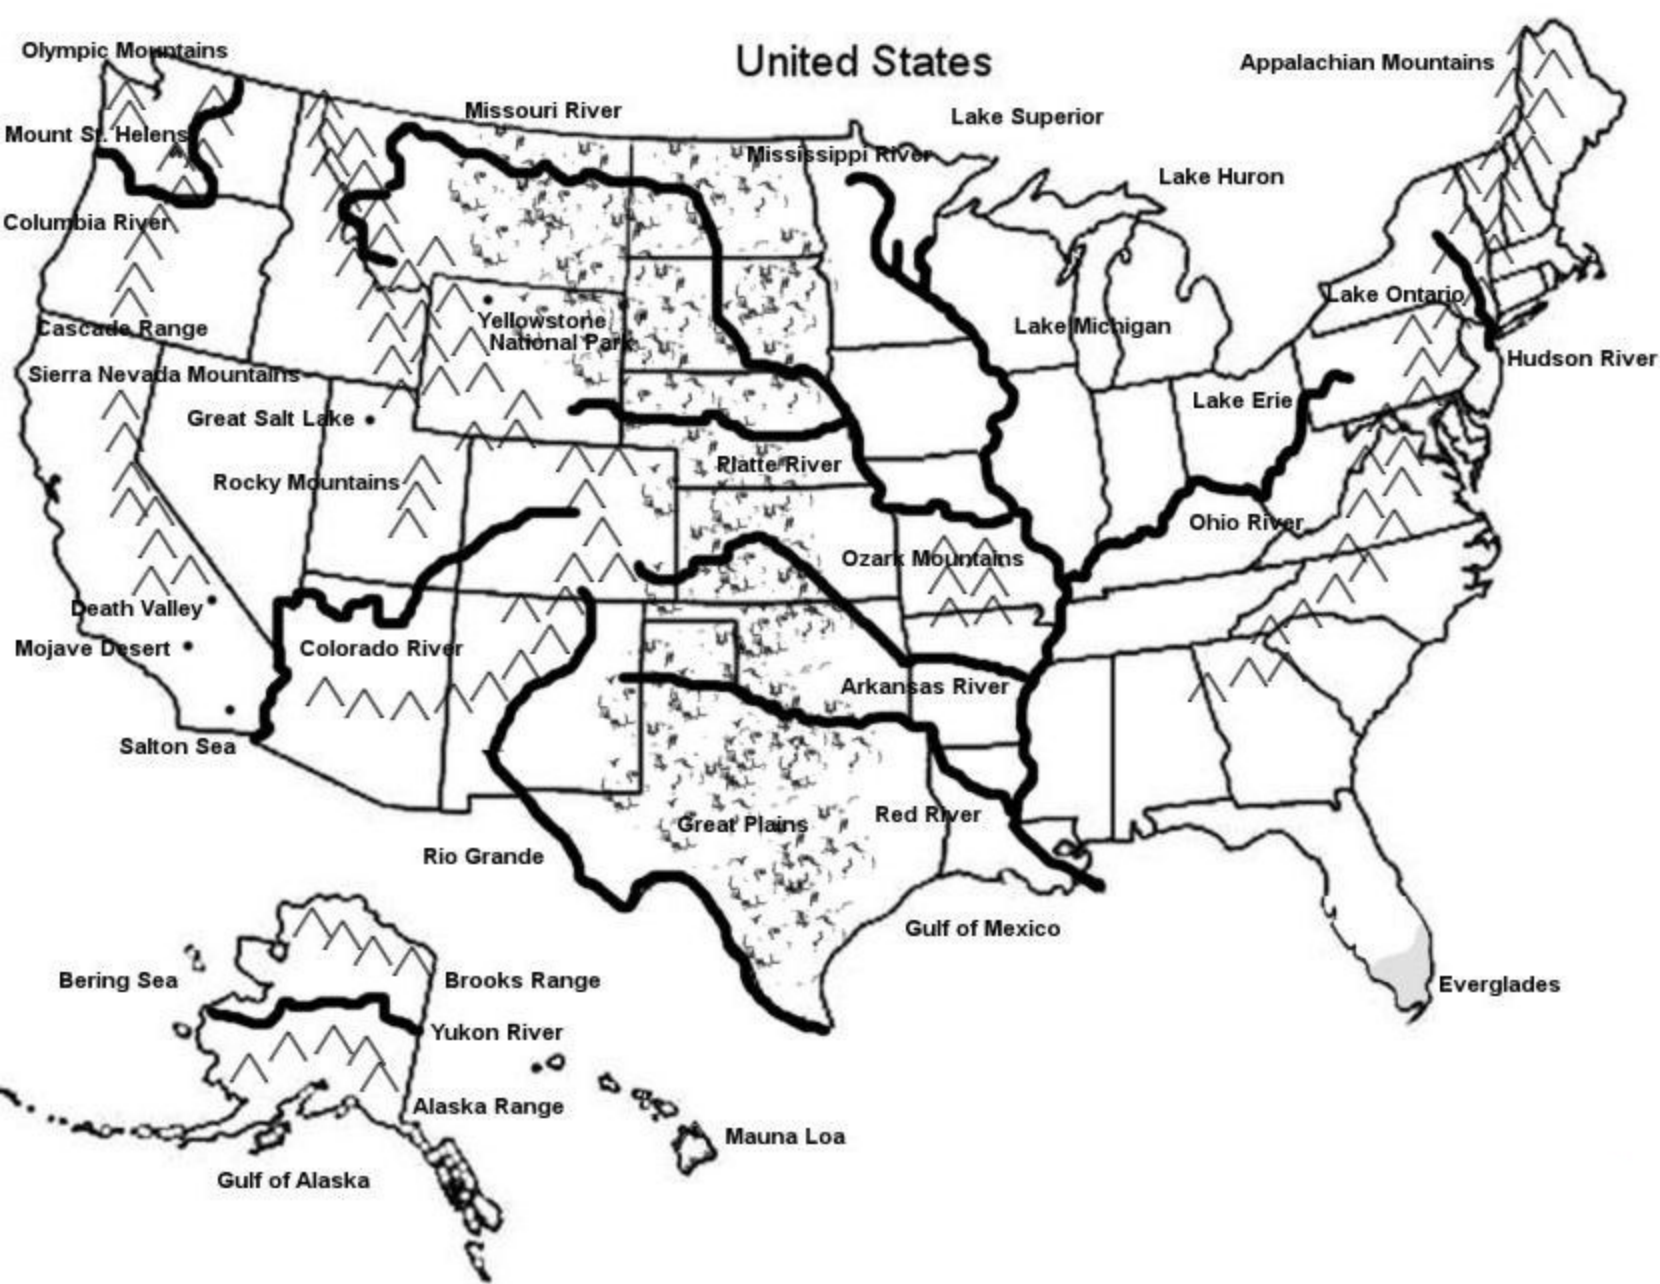 United States
Olympic Mountains
Appalachian Mountains
Missouri River
Lake Superior
Mount St. Helens
Mississippi River
Lake Huron
Columbia River
Lake Ontario
Cascade Range
Yellowstone
National Park
Lake Michigan
Hudson River
Sierra Nevada Mountains
Great Salt Lake
Lake Erie
Platte River
Rocky Mountains
Ohio River
Ozark Mountains
Death Valley
Mojave Desert
Colorado River
Arkansas River
Salton Sea
Great Plains
Red River
Rio Grande
Gulf of Mexico
Bering Sea
Brooks Range
Everglades
Yukon River
Alaska Range
Mauna Loa
Gulf of Alaska